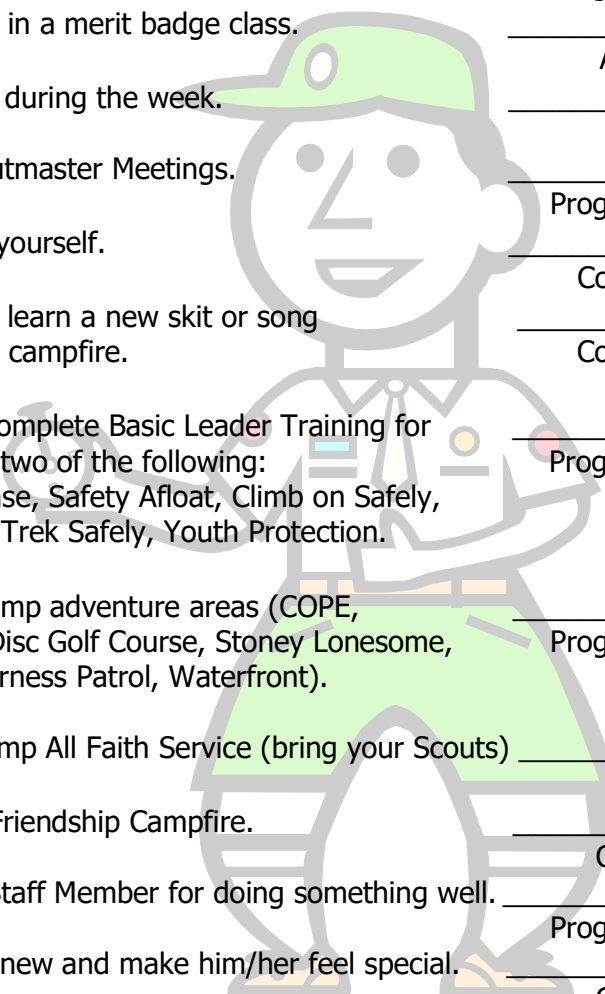 in a merit badge class.
during the week.
Meetings.
Prog
yourself.
Co
learn a new skit or song
campfire.
Co
omplete Basic Leader Training for
two of the following:
Prog
se, Safety Afloat, Climb on Safely,
Trek Safely, Youth Protection.
mp adventure areas (COPE,
Disc Golf Course, Stoney Lonesome,
Prog
rness Patrol, Waterfront).
mp All Faith Service (bring your Scouts)
Friendship Campfire.
Staff Member for doing something well.
Prog
new and make him/her feel special.